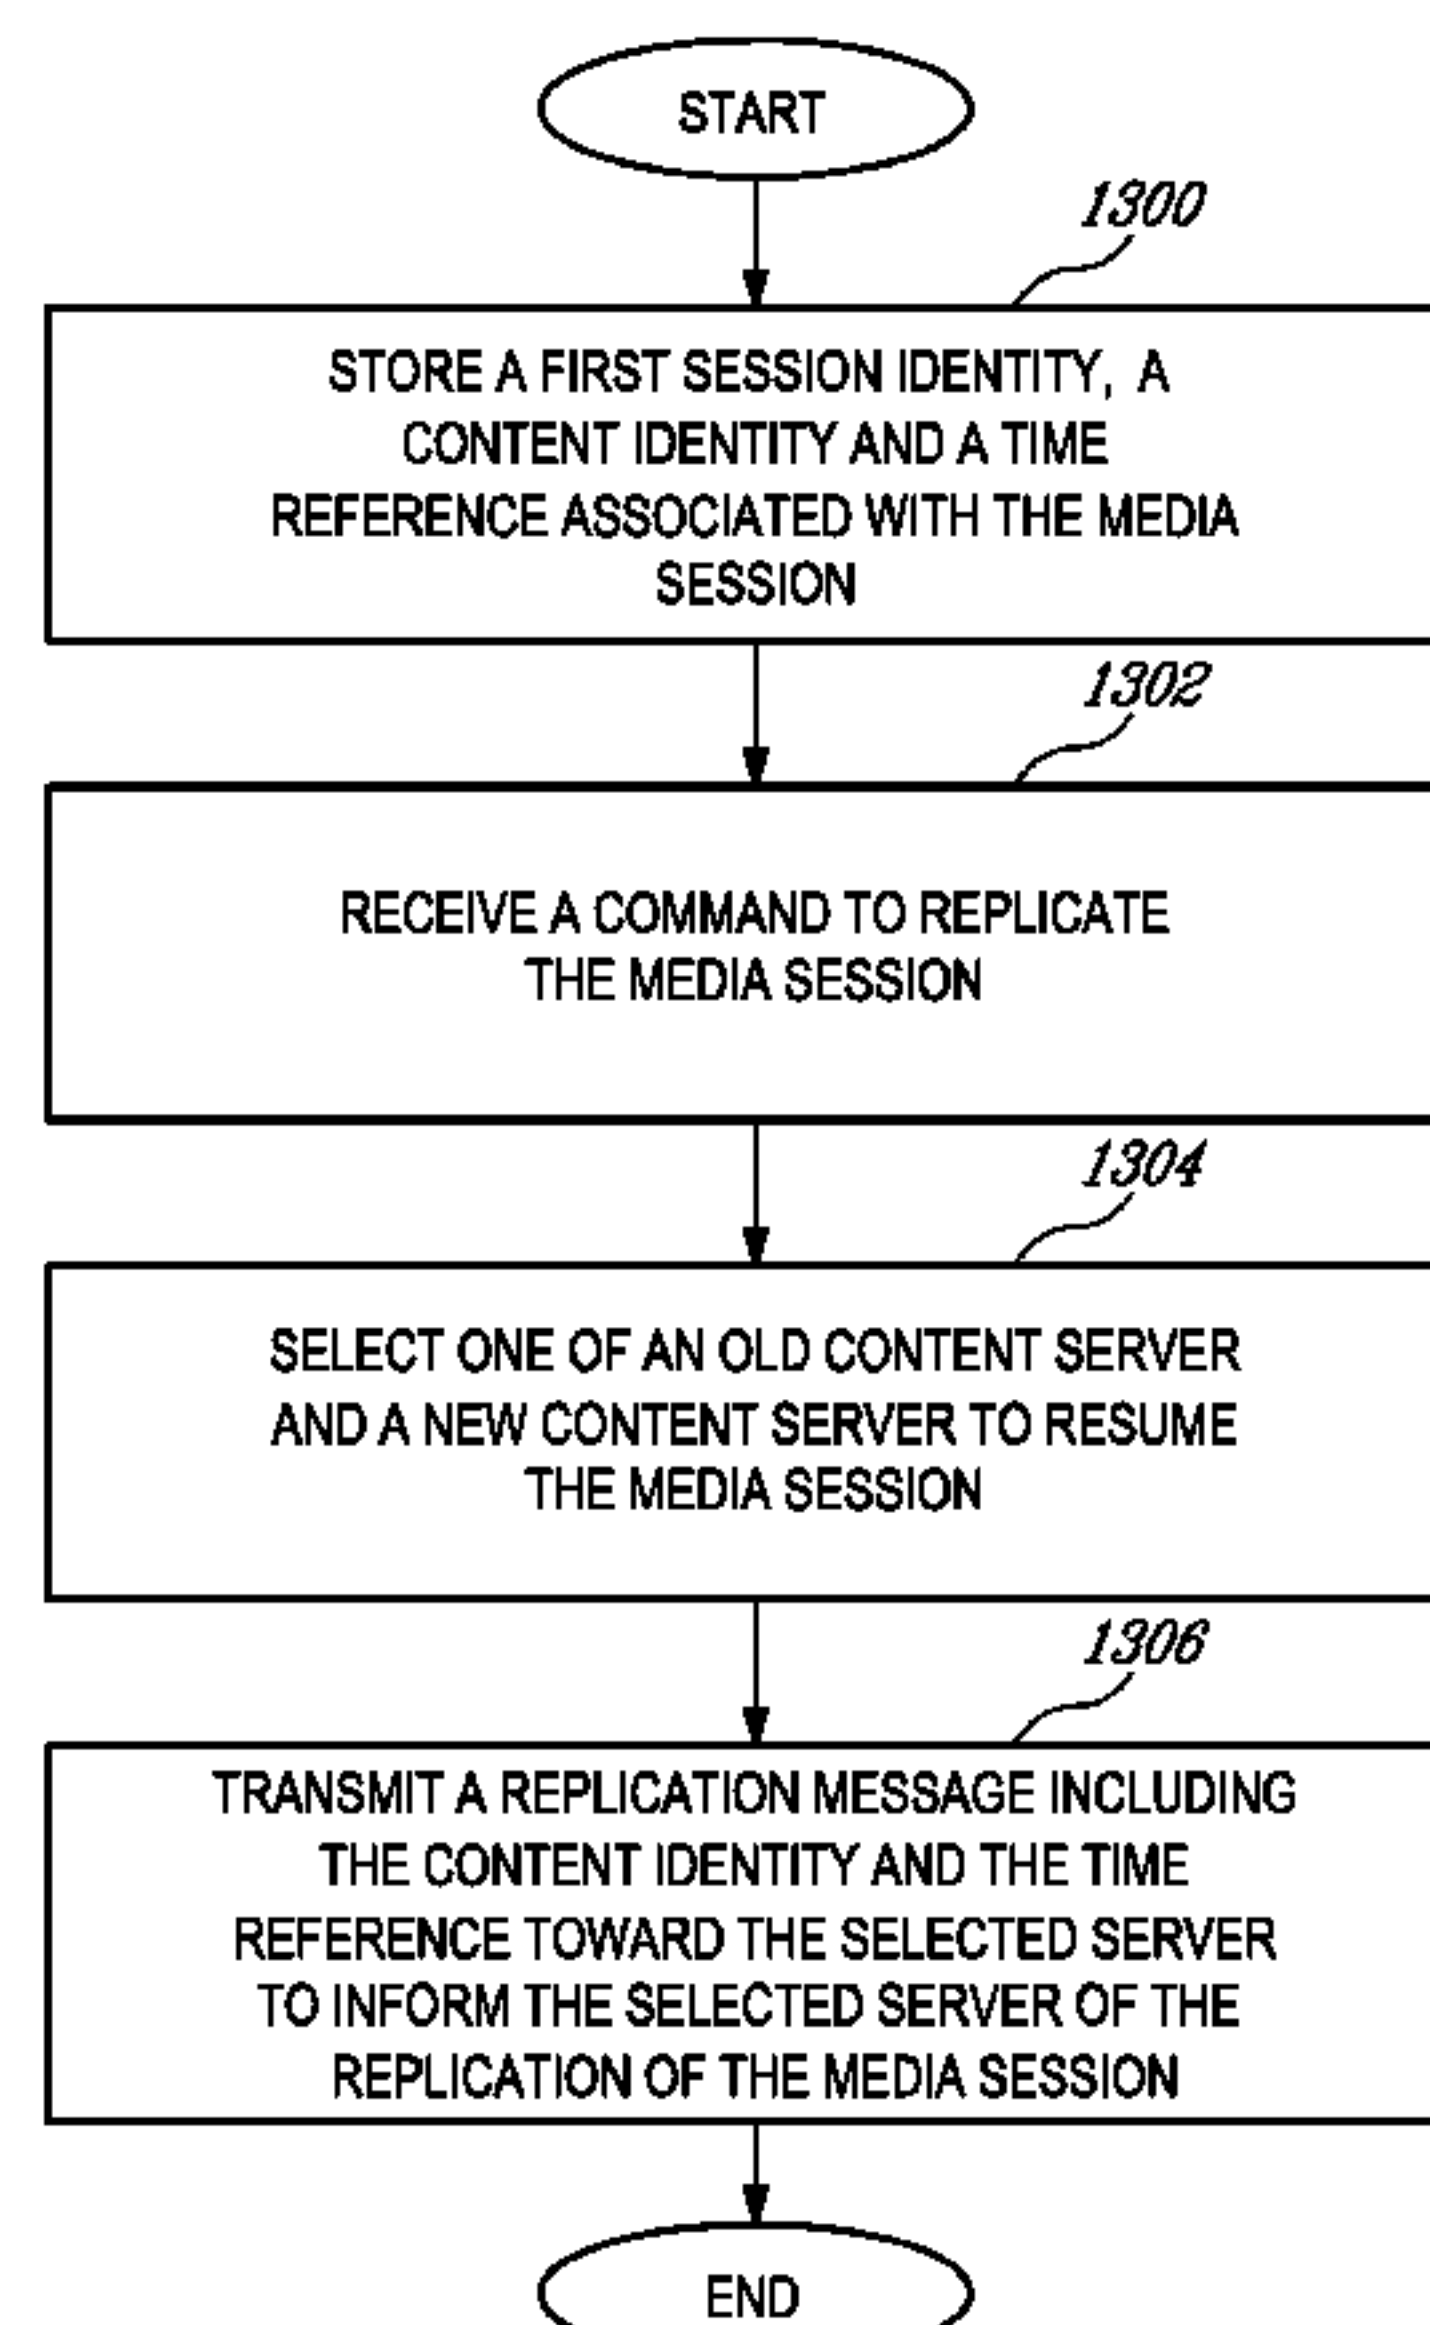 START
1300
STORE A FIRST SESSION IDENTITY, A
CONTENT IDENTITY AND A TIME
REFERENCE ASSOCIATED WITH THE MEDIA
SESSION
1302
RECEIVE A COMMAND TO REPLICATE
THE MEDIA SESSION
1304
SELECT ONE OF AN OLD CONTENT SERVER
AND A NEW CONTENT SERVER TO RESUME
THE MEDIA SESSION
1306
TRANSMIT A REPLICATION MESSAGE INCLUDING
THE CONTENT IDENTITY AND THE TIME
REFERENCE TOWARD THE SELECTED SERVER
TO INFORM THE SELECTED SERVER OF THE
REPLICATION OF THE MEDIA SESSION
END